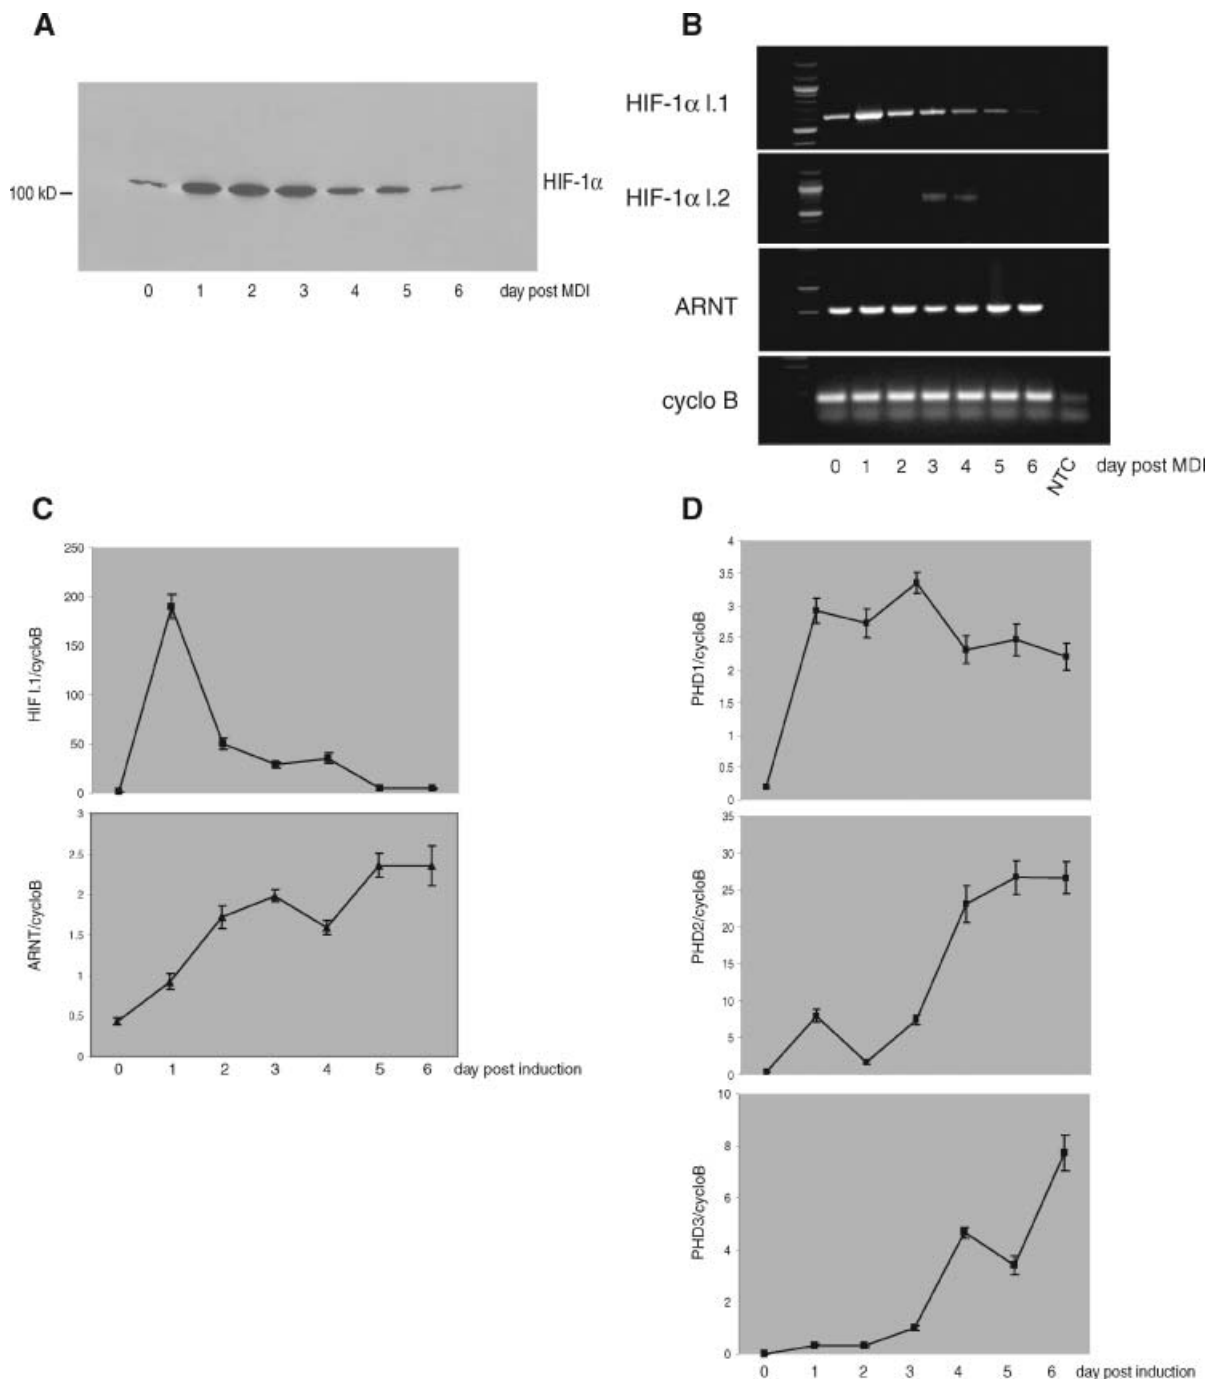 A
100 kD
HIF-1α
0 1 2 3 4 5 6 day post MDI
B
HIF-1α I.1
HIF-1α I.2
ARNT
cyclo B
0 1 2 3 4 5 6 NTC day post MDI
C
HIF I.1/cycloB
250
200
150
100
50
0
ARNT/cycloB
3
2.5
2
1.5
1
0.5
0
0 1 2 3 4 5 6 day post induction
D
PHD1/cycloB
4
3.5
3
2.5
2
1.5
1
0.5
0
PHD2/cycloB
35
30
25
20
15
10
5
0
PHD3/cycloB
10
8
6
4
2
0
0 1 2 3 4 5 6 day post induction